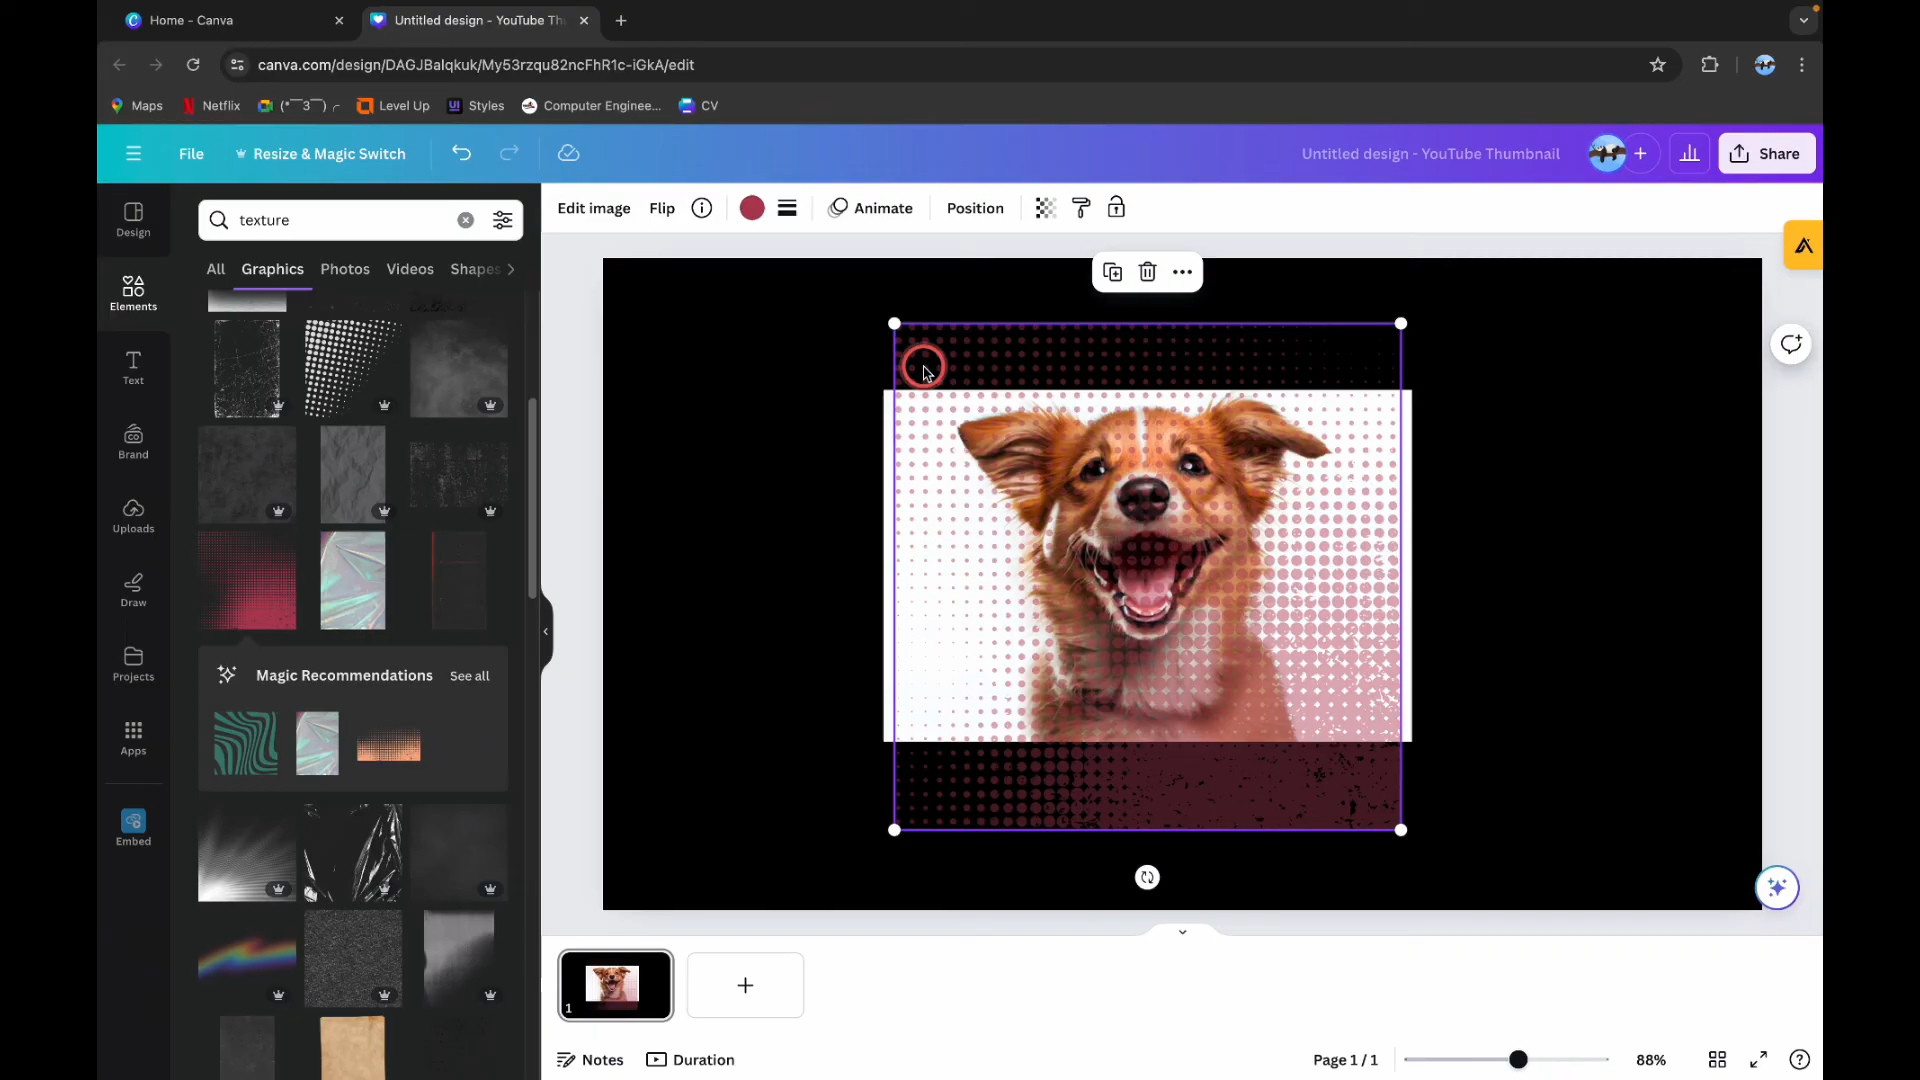 Home - Canva
Untitled design - YouTube Th
canva.com/design/DAGJBalqkuk/My53rzqu82ncFhR1c-iGkA/edit
Maps
Netflix
Level Up
UI Styles
Computer Enginee...
CV
File
Resize & Magic Switch
Untitled design - YouTube Thumbnail
Share
Design
Elements
Text
Brand
Uploads
Draw
Projects
Apps
Embed
texture
All
Graphics
Photos
Videos
Shapes
Magic Recommendations
See all
Edit image
Flip
Animate
Position
1
Notes
Duration
Page 1 / 1
88%